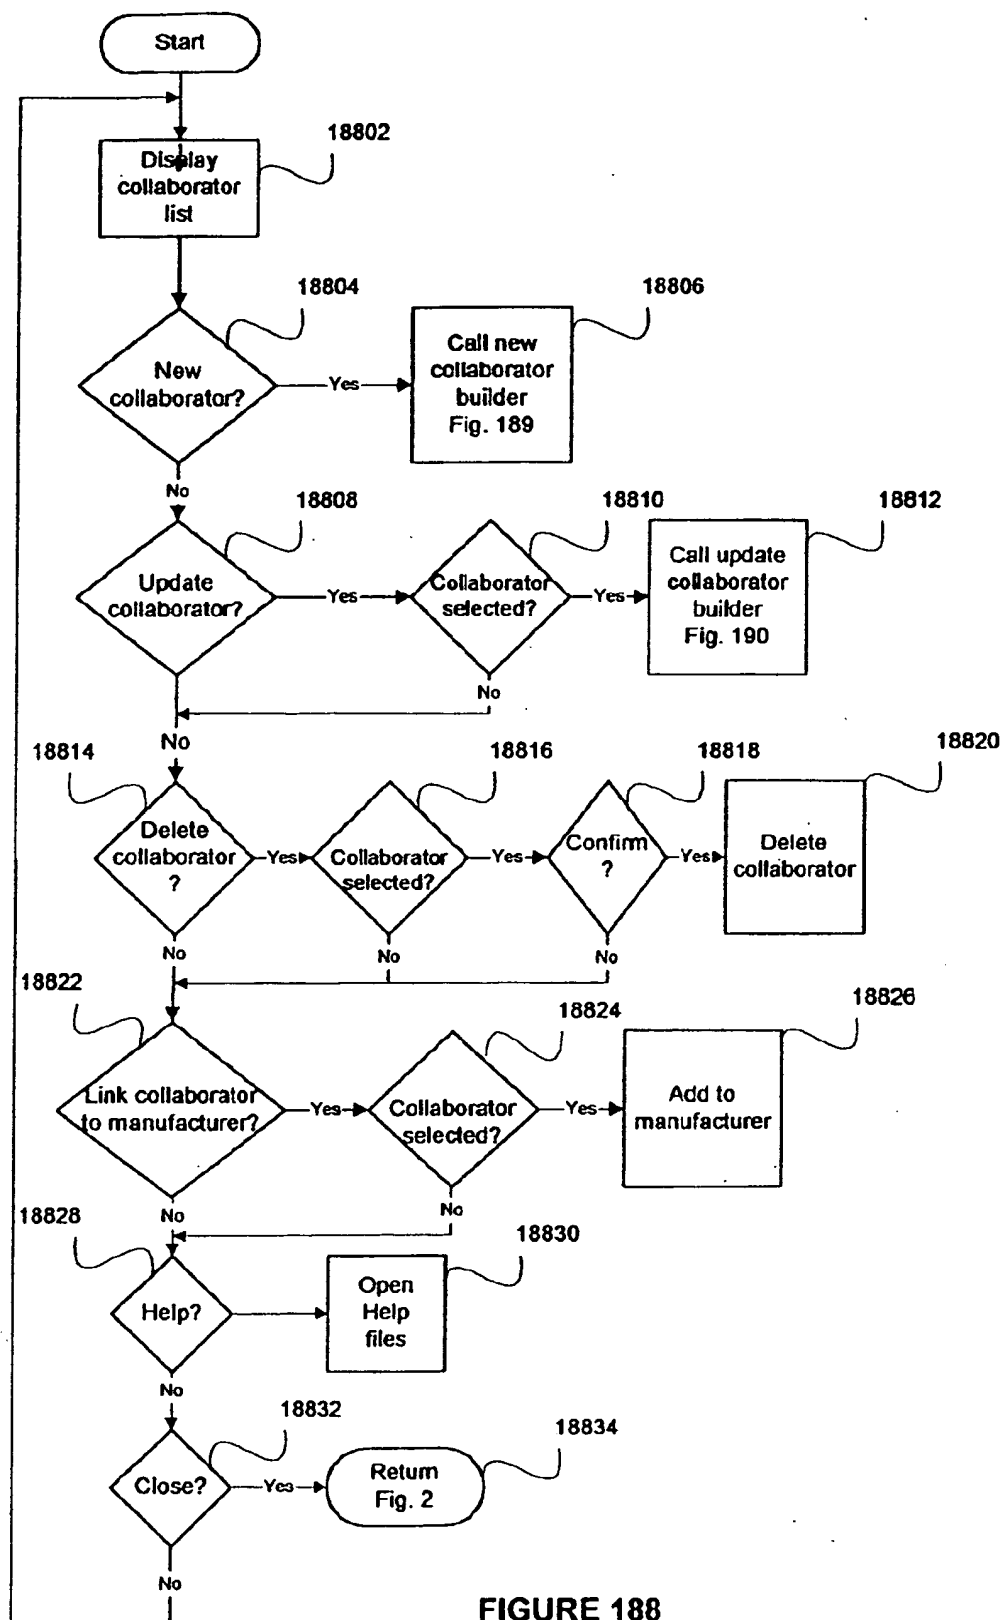 Start
18802
Display
collaborator
list
18804
18806
New
collaborator?
Yes
Call new
collaborator
builder
Fig. 189
No
18808
18810
18812
Update
collaborator?
Yes
Collaborator
selected?
Yes
Call update
collaborator
builder
Fig. 190
No
No
18814
18816
18818
18820
Delete
collaborator
?
Yes
Collaborator
selected?
Yes
Confirm
?
Yes
Delete
collaborator
No
No
No
18822
18824
18826
Link collaborator
to manufacturer?
Yes
Collaborator
selected?
Yes
Add to
manufacturer
No
No
18828
18830
Help?
Open
Help
files
No
18832
18834
Close?
Yes
Return
Fig. 2
No
FIGURE 188